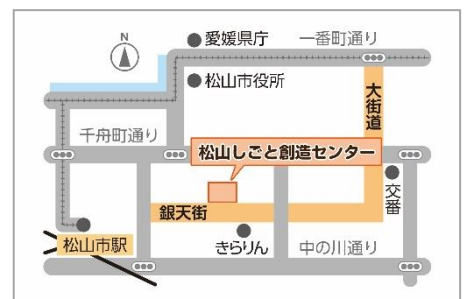 N
愛媛県庁
一番町通り
松山市役所
大街道
千舟町通り
松山しごと創造センター
交番
銀天街
松山市駅
きらりん
中の川通り